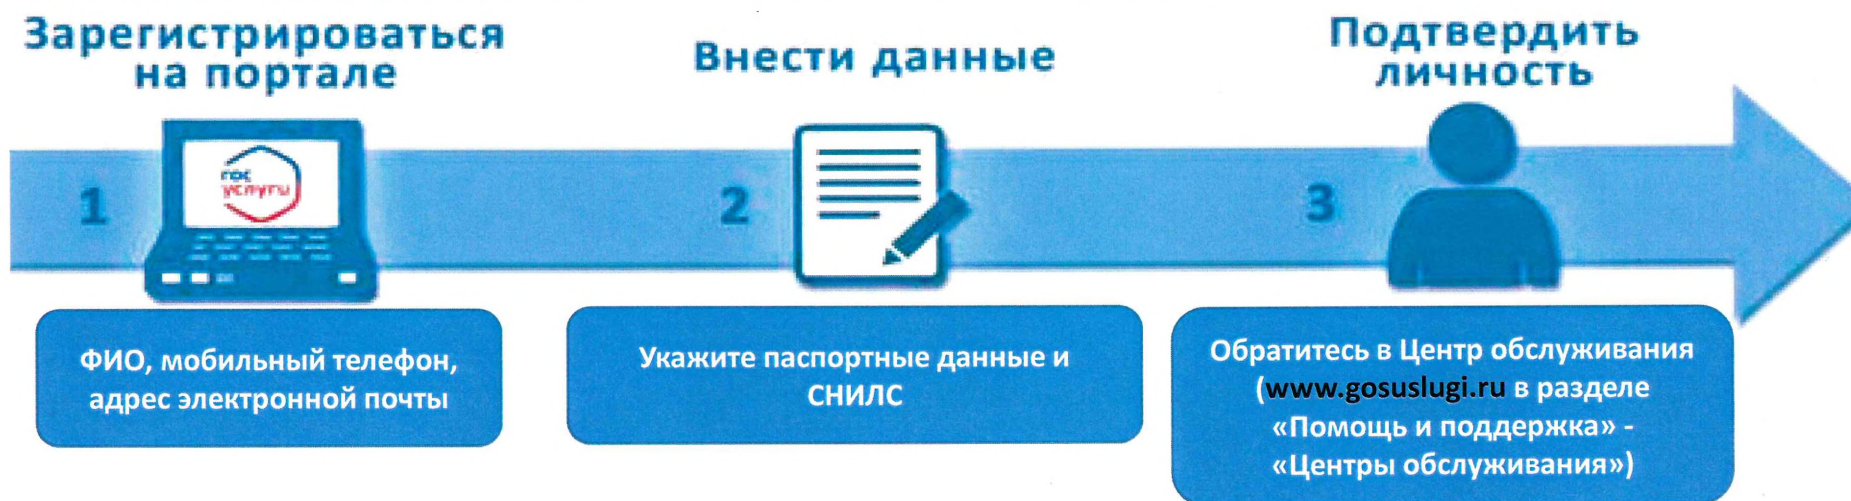 Зарегистрироваться
на портале
Внести данные
Подтвердить
личность
1
гос
услуги
2
3
ФИО, мобильный телефон,
адрес электронной почты
Укажите паспортные данные и
СНИЛС
Обратитесь в Центр обслуживания
(www.gosuslugi.ru в разделе
«Помощь и поддержка» -
«Центры обслуживания»)